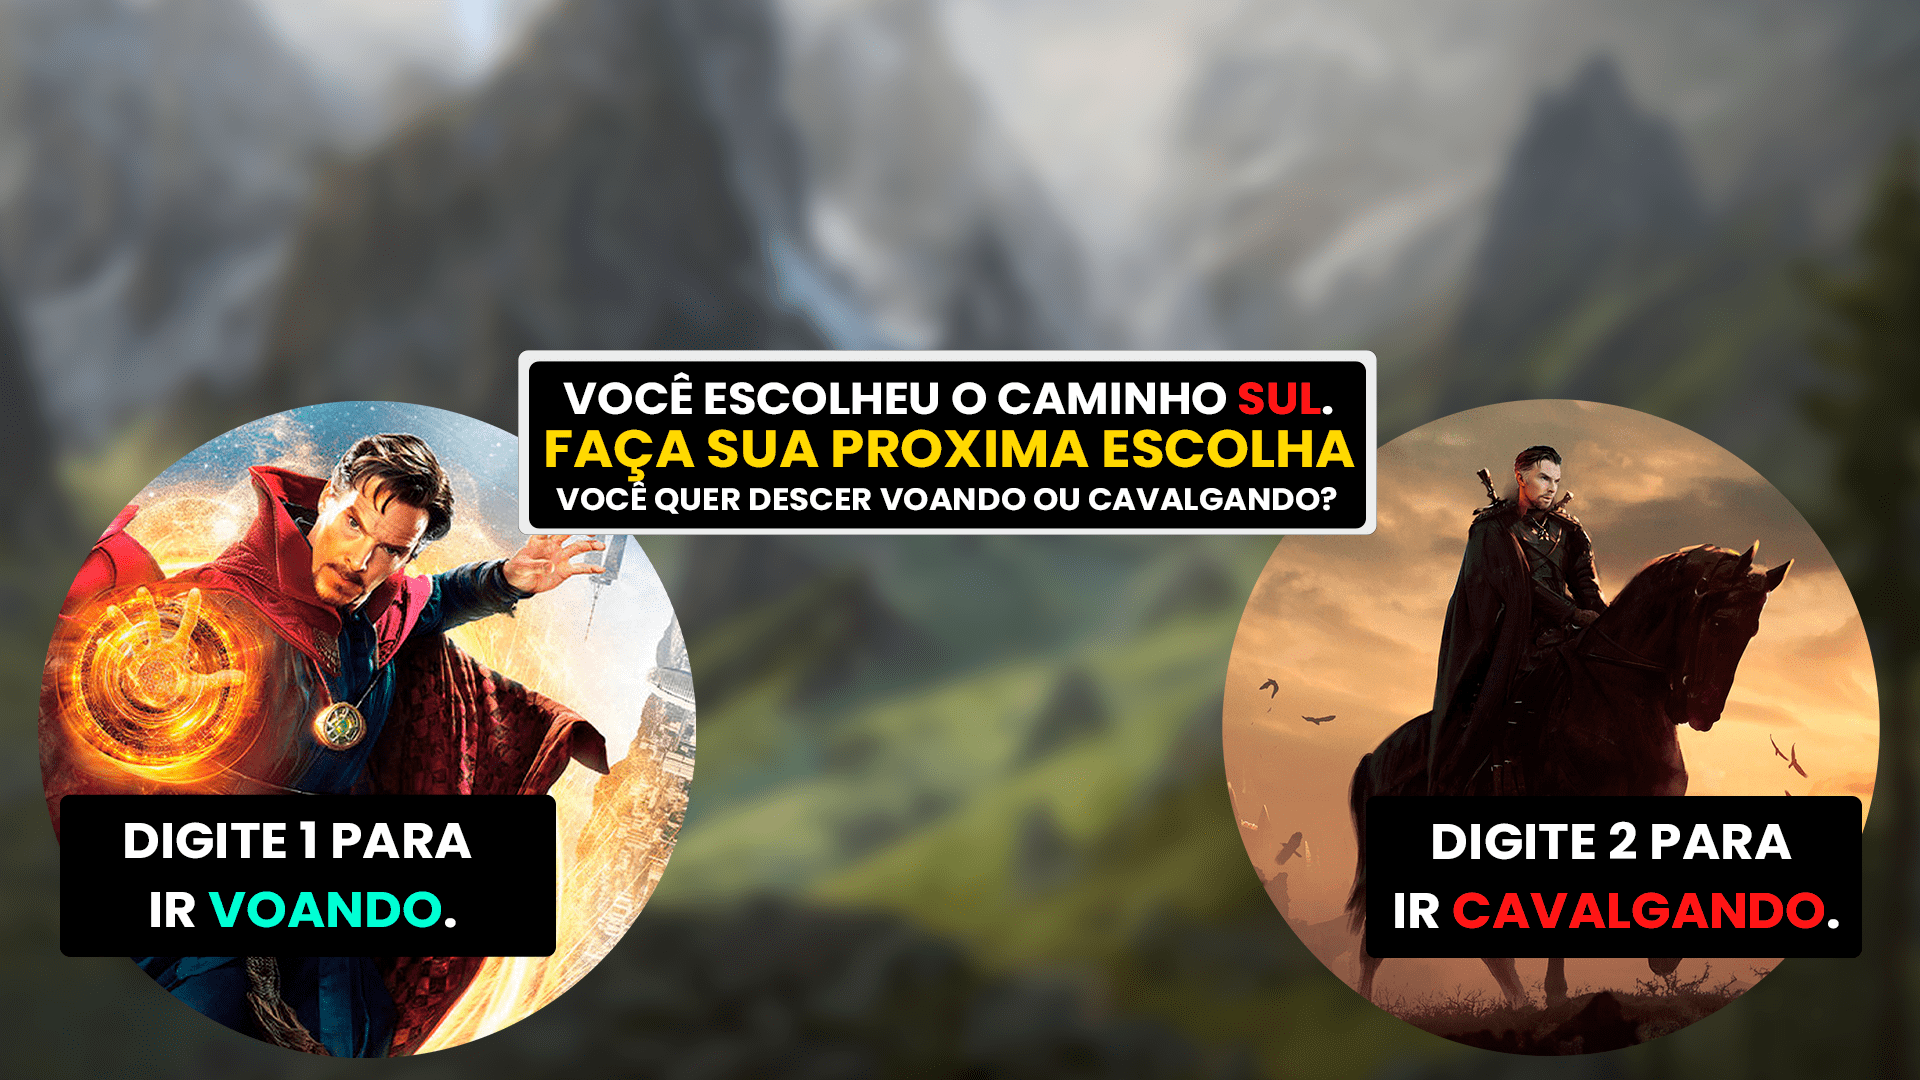 VOCÊ ESCOLHEU O CAMINHO SUL.
FAÇA SUA PROXIMA ESCOLHA
VOCÊ QUER DESCER VOANDO OU CAVALGANDO?
DIGITE 1 PARA
IR VOANDO.
DIGITE 2 PARA
IR CAVALGANDO.